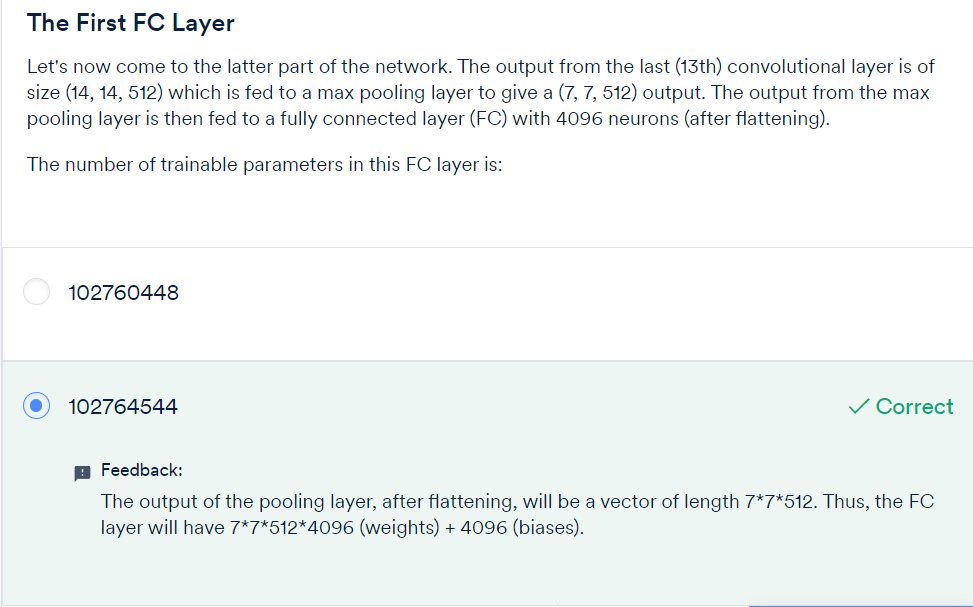 The First FC Layer
Let's now come to the latter part of the network. The output from the last (13th) convolutional layer is of
size (14, 14, 512) which is fed to a max pooling layer to give a (7, 7, 512) output. The output from the max
pooling layer is then fed to a fully connected layer (FC) with 4096 neurons (after flattening).
The number of trainable parameters in this FC layer is:
102760448
102764544
Correct
Feedback:
The output of the pooling layer, after flattening, will be a vector of length 7*7*512. Thus, the FC
layer will have 7*7*512*4096 (weights) + 4096 (biases).